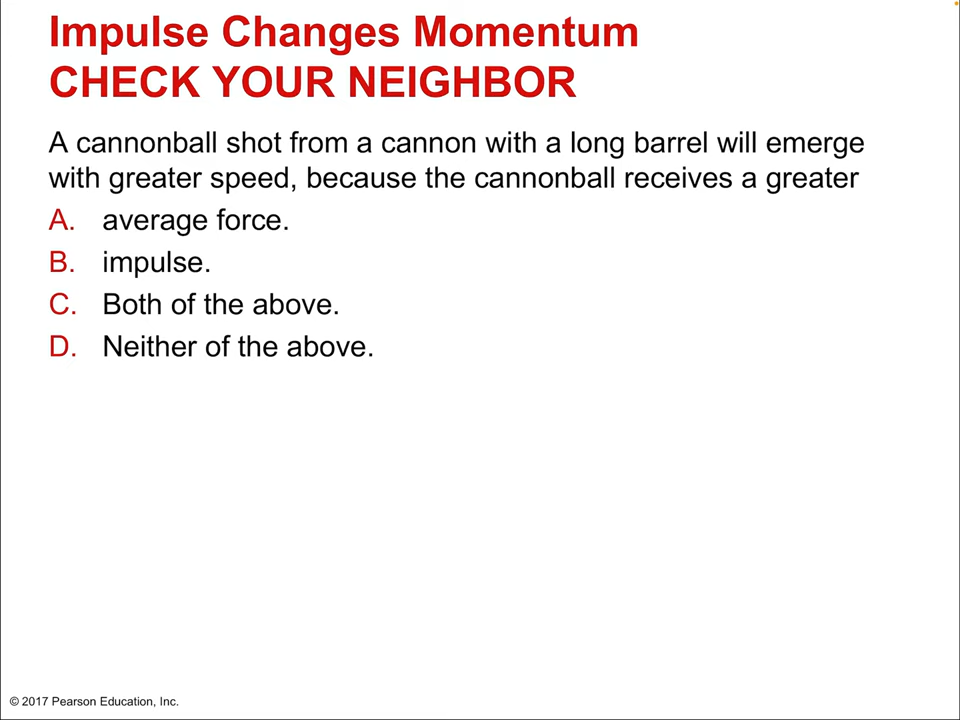 Impulse Changes Momentum
CHECK YOUR NEIGHBOR
A cannonball shot from a cannon with a long barrel will emerge
with greater speed, because the cannonball receives a greater
A. average force.
B. impulse.
C. Both of the above.
D. Neither of the above.
© 2017 Pearson Education, Inc.